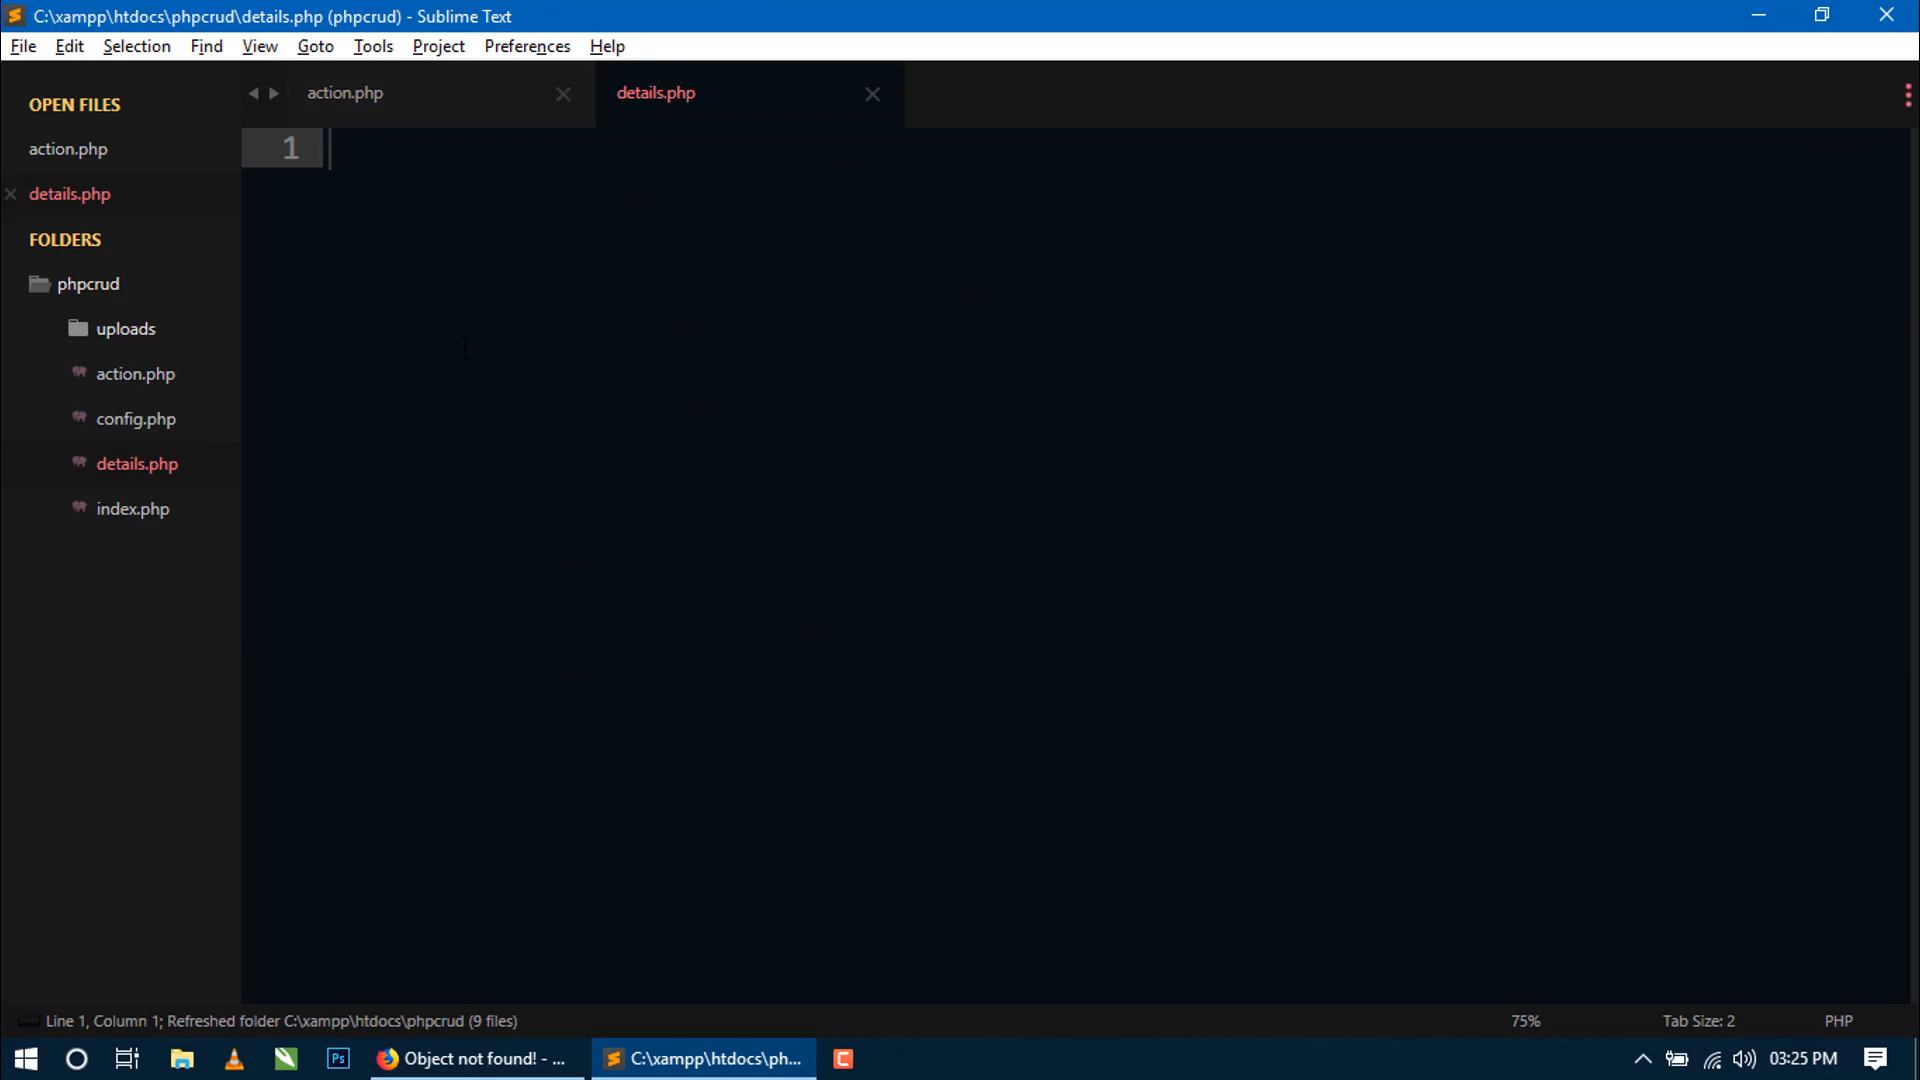 C:\xampp\htdocs\phpcrud\details.php (phpcrud) - Sublime Text
File Edit Selection Find View Goto Tools Project Preferences Help
OPEN FILES
action.php
details.php
FOLDERS
phpcrud
uploads
action.php
config.php
details.php
index.php
action.php details.php
1
Line 1, Column 1; Refreshed folder C:\xampp\htdocs\phpcrud (9 files) 75% Tab Size: 2 PHP
Ps Object not found! - ... C:\xampp\htdocs\ph... C 03:25 PM